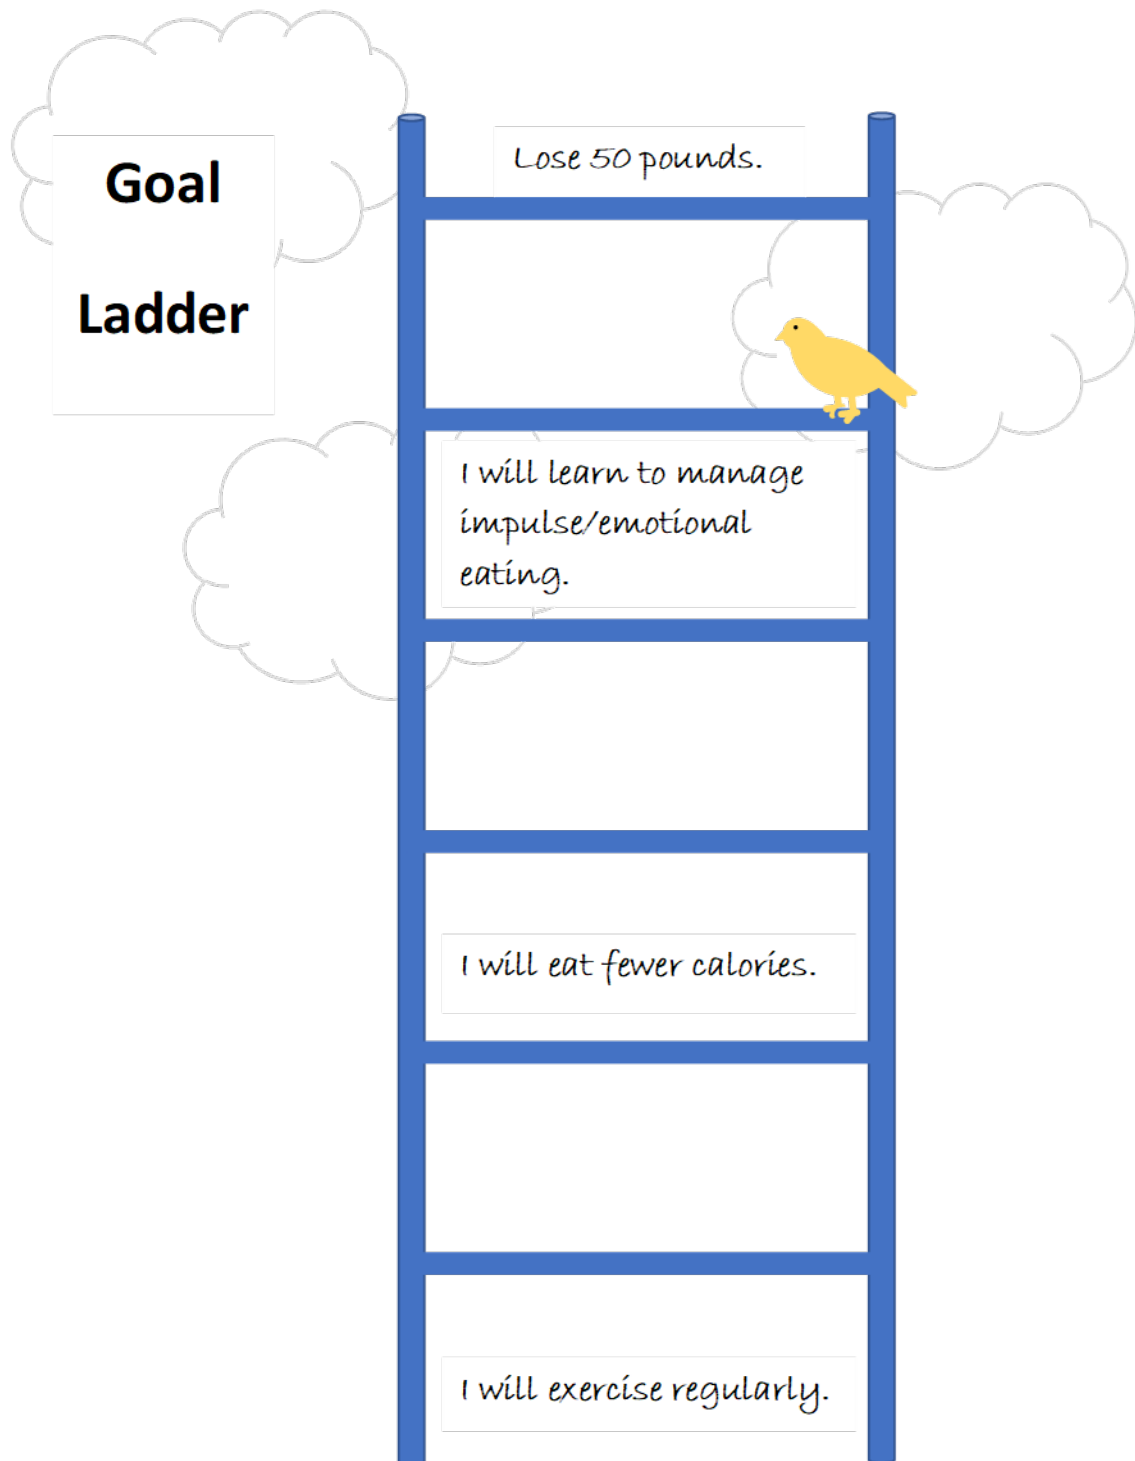 Goal
Ladder
Lose 50 pounds.
I will learn to manage
impulse/emotional
eating.
I will eat fewer calories.
I will exercise regularly.